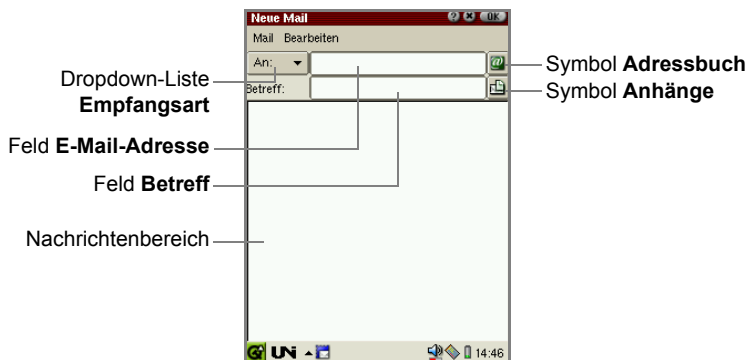 Neue Mail ? OK
Mail Bearbeiten
An:
Betreff:
Dropdown-Liste
Empfangsart
Feld E-Mail-Adresse
Feld Betreff
Nachrichtenbereich
Symbol Adressbuch
Symbol Anhänge
@
UNi 14:46